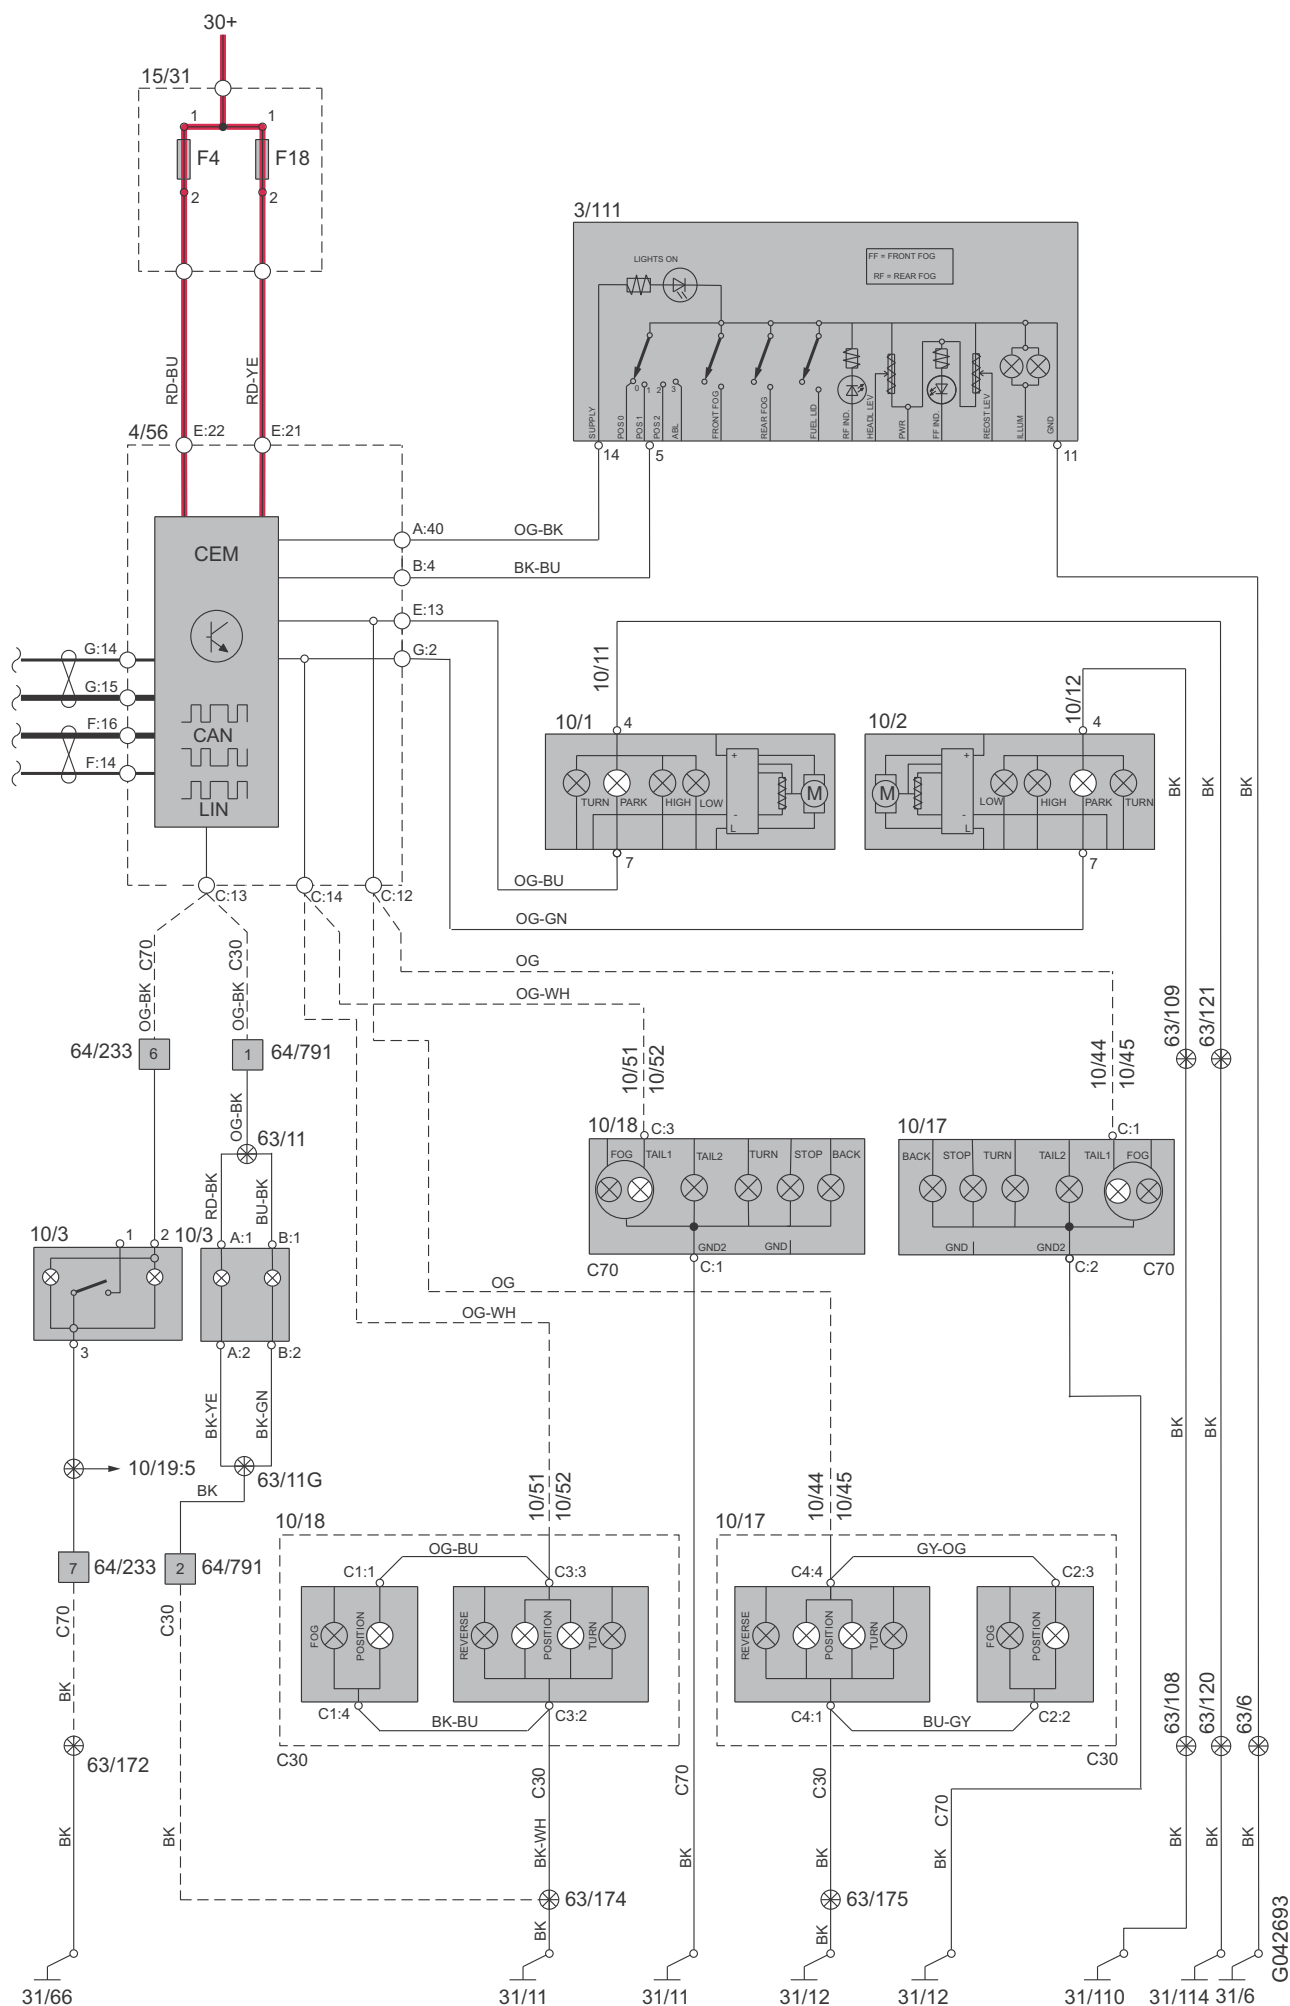 30+
15/31
1
1
F4
F18
2
2
3/111
LIGHTS ON
FF = FRONT FOG
RF = REAR FOG
RD-BU
RD-YE
0
1
2
3
SUPPLY
POS 0
POS 1
POS 2
ABL
FRONT FOG
REAR FOG
FUEL LID
RF IND.
HEADL LEV
PWR
FF IND.
REOST LEV
ILLUM
GND
4/56
E:22
E:21
14
5
11
CEM
A:40
OG-BK
B:4
BK-BU
E:13
G:2
G:14
G:15
F:16
F:14
CAN
LIN
10/11
10/12
10/1
4
10/2
4
TURN
PARK
HIGH
LOW
+
-
L
M
M
+
-
L
LOW
HIGH
PARK
TURN
BK
BK
BK
7
7
OG-BU
C:13
C:14
C:12
OG-GN
OG
OG-WH
OG-BK
C70
OG-BK
C30
64/233
6
1
64/791
10/51
10/52
10/44
10/45
63/109
63/121
OG-BK
63/11
10/18
C:3
10/17
C:1
FOG
TAIL1
TAIL2
TURN
STOP
BACK
BACK
STOP
TURN
TAIL2
TAIL1
FOG
RD-BK
BU-BK
10/3
1
2
10/3
A:1
B:1
GND2
GND
GND
GND2
C70
C:1
C:2
C70
OG
OG-WH
3
A:2
B:2
BK-YE
BK-GN
BK
BK
BK
10/19:5
63/11G
BK
10/51
10/52
10/44
10/45
10/18
10/17
7
64/233
2
64/791
OG-BU
C1:1
C3:3
GY-OG
C4:4
C2:3
C70
C30
FOG
POSITION
REVERSE
POSITION
TURN
REVERSE
POSITION
TURN
FOG
POSITION
BK
C1:4
BK-BU
C3:2
C4:1
BU-GY
C2:2
63/108
63/120
63/6
63/172
C30
C30
C30
C70
C30
C70
BK
BK
BK-WH
BK
BK
BK
BK
BK
BK
63/174
63/175
BK
BK
G042693
31/66
31/11
31/11
31/12
31/12
31/110
31/114
31/6